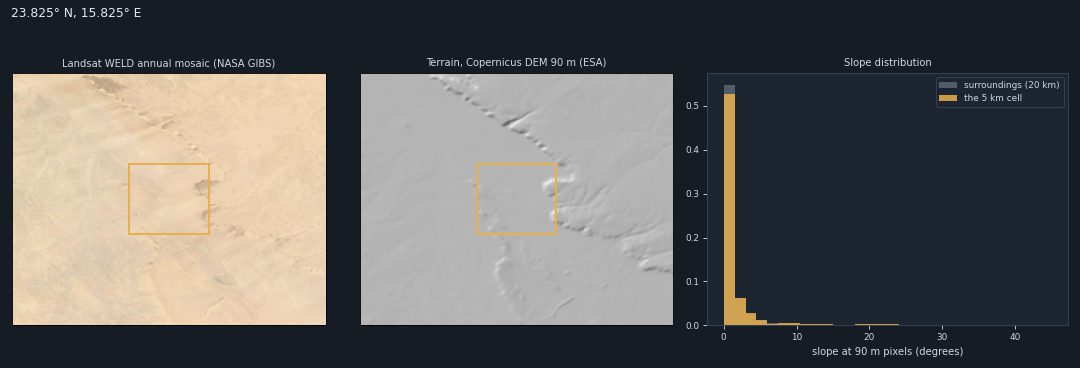 23.825° N, 15.825° E
Landsat WELD annual mosaic (NASA GIBS)
Terrain, Copernicus DEM 90 m (ESA)
Slope distribution
surroundings (20 km)
the 5 km cell
0.5
0.4
0.3
0.2
0.1
0.0
0 10 20 30 40
slope at 90 m pixels (degrees)